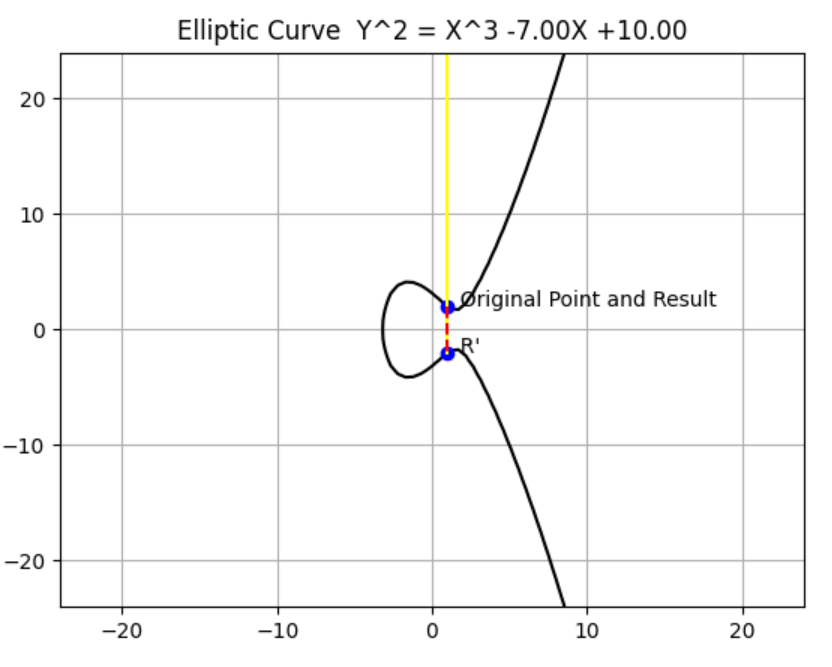 Elliptic Curve  Y^2 = X^3 -7.00X +10.00
20
10
Original Point and Result
0
R'
−10
−20
−20 −10 0 10 20